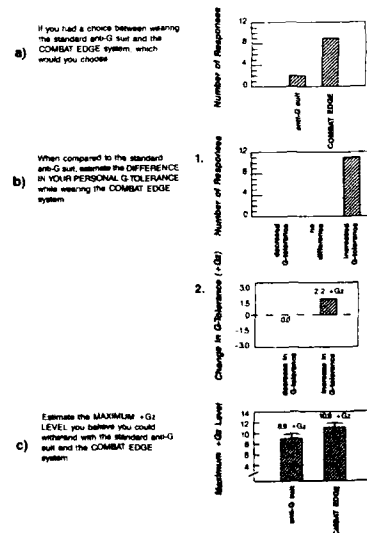 a)
If you had a choice between wearing
the standard anti-G suit and the
COMBAT EDGE system, which
would you choose
Number of Responses
12
8
4
0
anti-G suit
COMBAT EDGE
b)
When compared to the standard
anti-G suit, estimate the DIFFERENCE
IN YOUR PERSONAL G-TOLERANCE
while wearing the COMBAT EDGE
system
1.
Number of Responses
12
8
4
0
decreased
G-tolerance
no
difference
increased
G-tolerance
2.
Change in G-Tolerance (+Gz)
3.0
1.5
0
-1.5
-3.0
0.0
2.2 +Gz
decrease in
G-tolerance
increase in
G-tolerance
c)
Estimate the MAXIMUM +Gz
LEVEL you believe you could
withstand with the standard anti-G
suit and the COMBAT EDGE
system
Maximum +Gz Level
14
12
10
8
6
4
8.9 +Gz
+Gz
anti-G suit
COMBAT EDGE